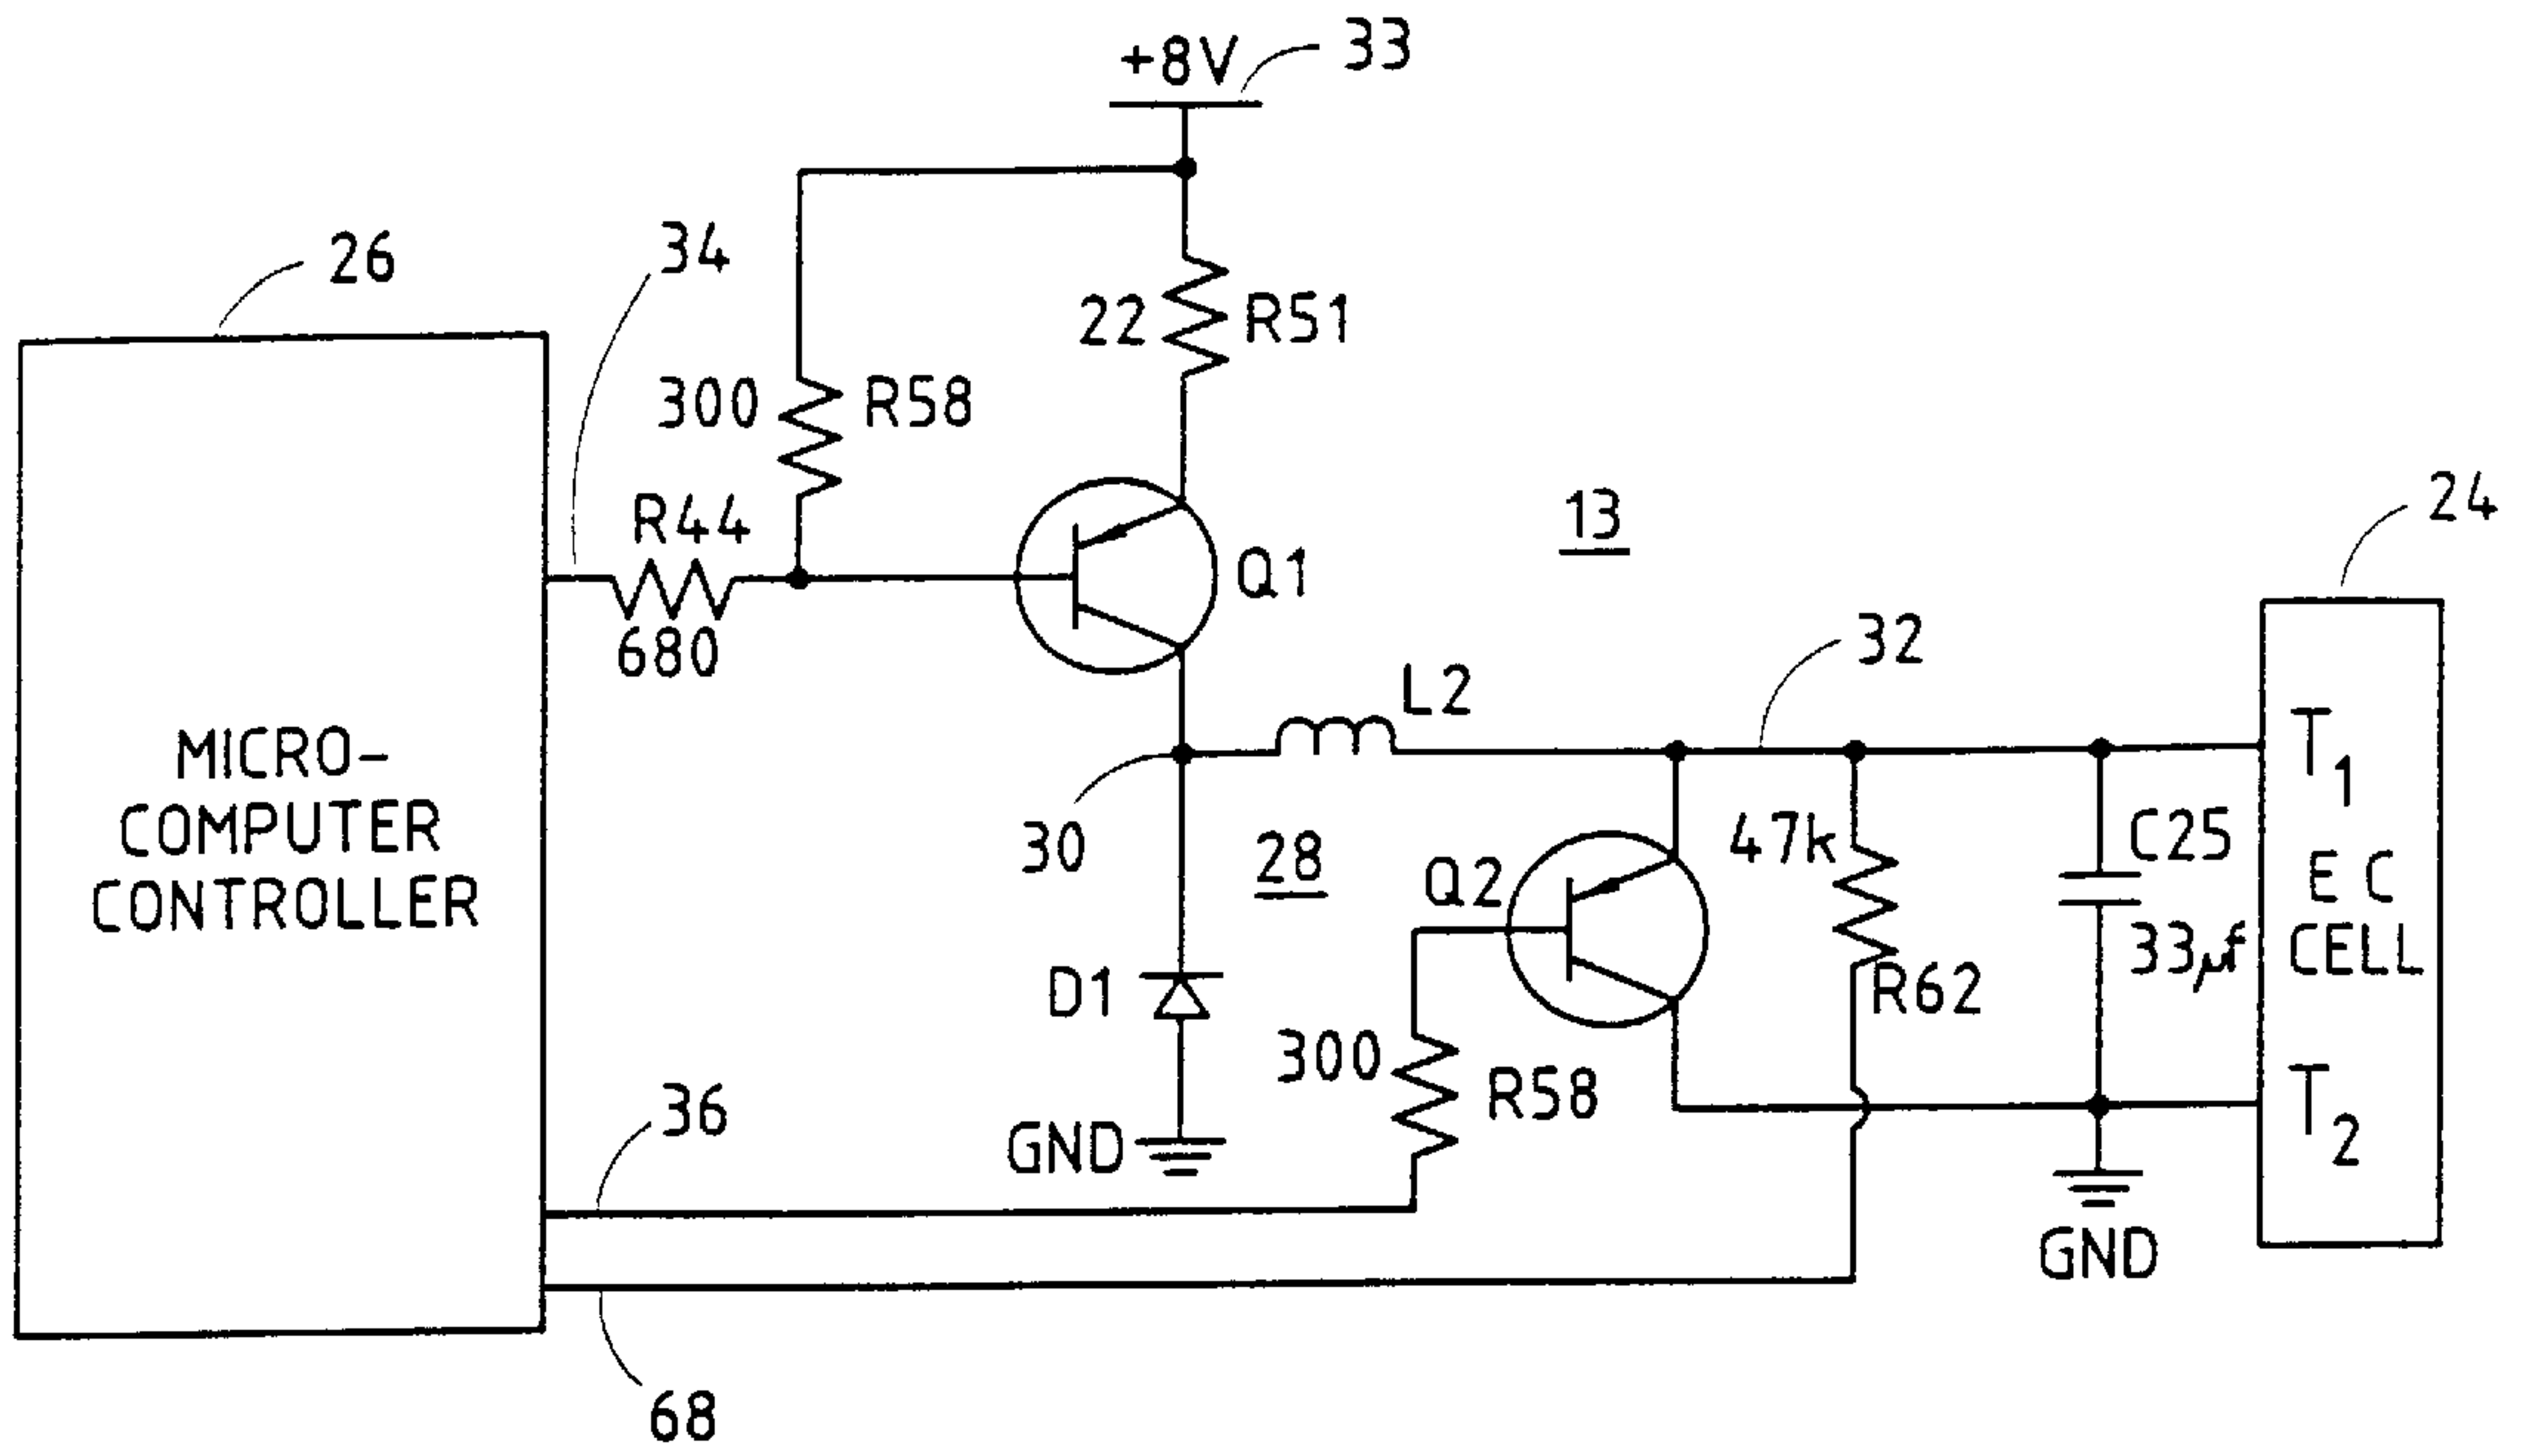 +8V
33
26
34
22
R51
300
R58
R44
680
Q1
13
24
32
L2
T1
MICRO-
COMPUTER
CONTROLLER
30
28
Q2
47k
C25
33µf
E C
CELL
D1
R62
300
R58
T2
36
GND
GND
68